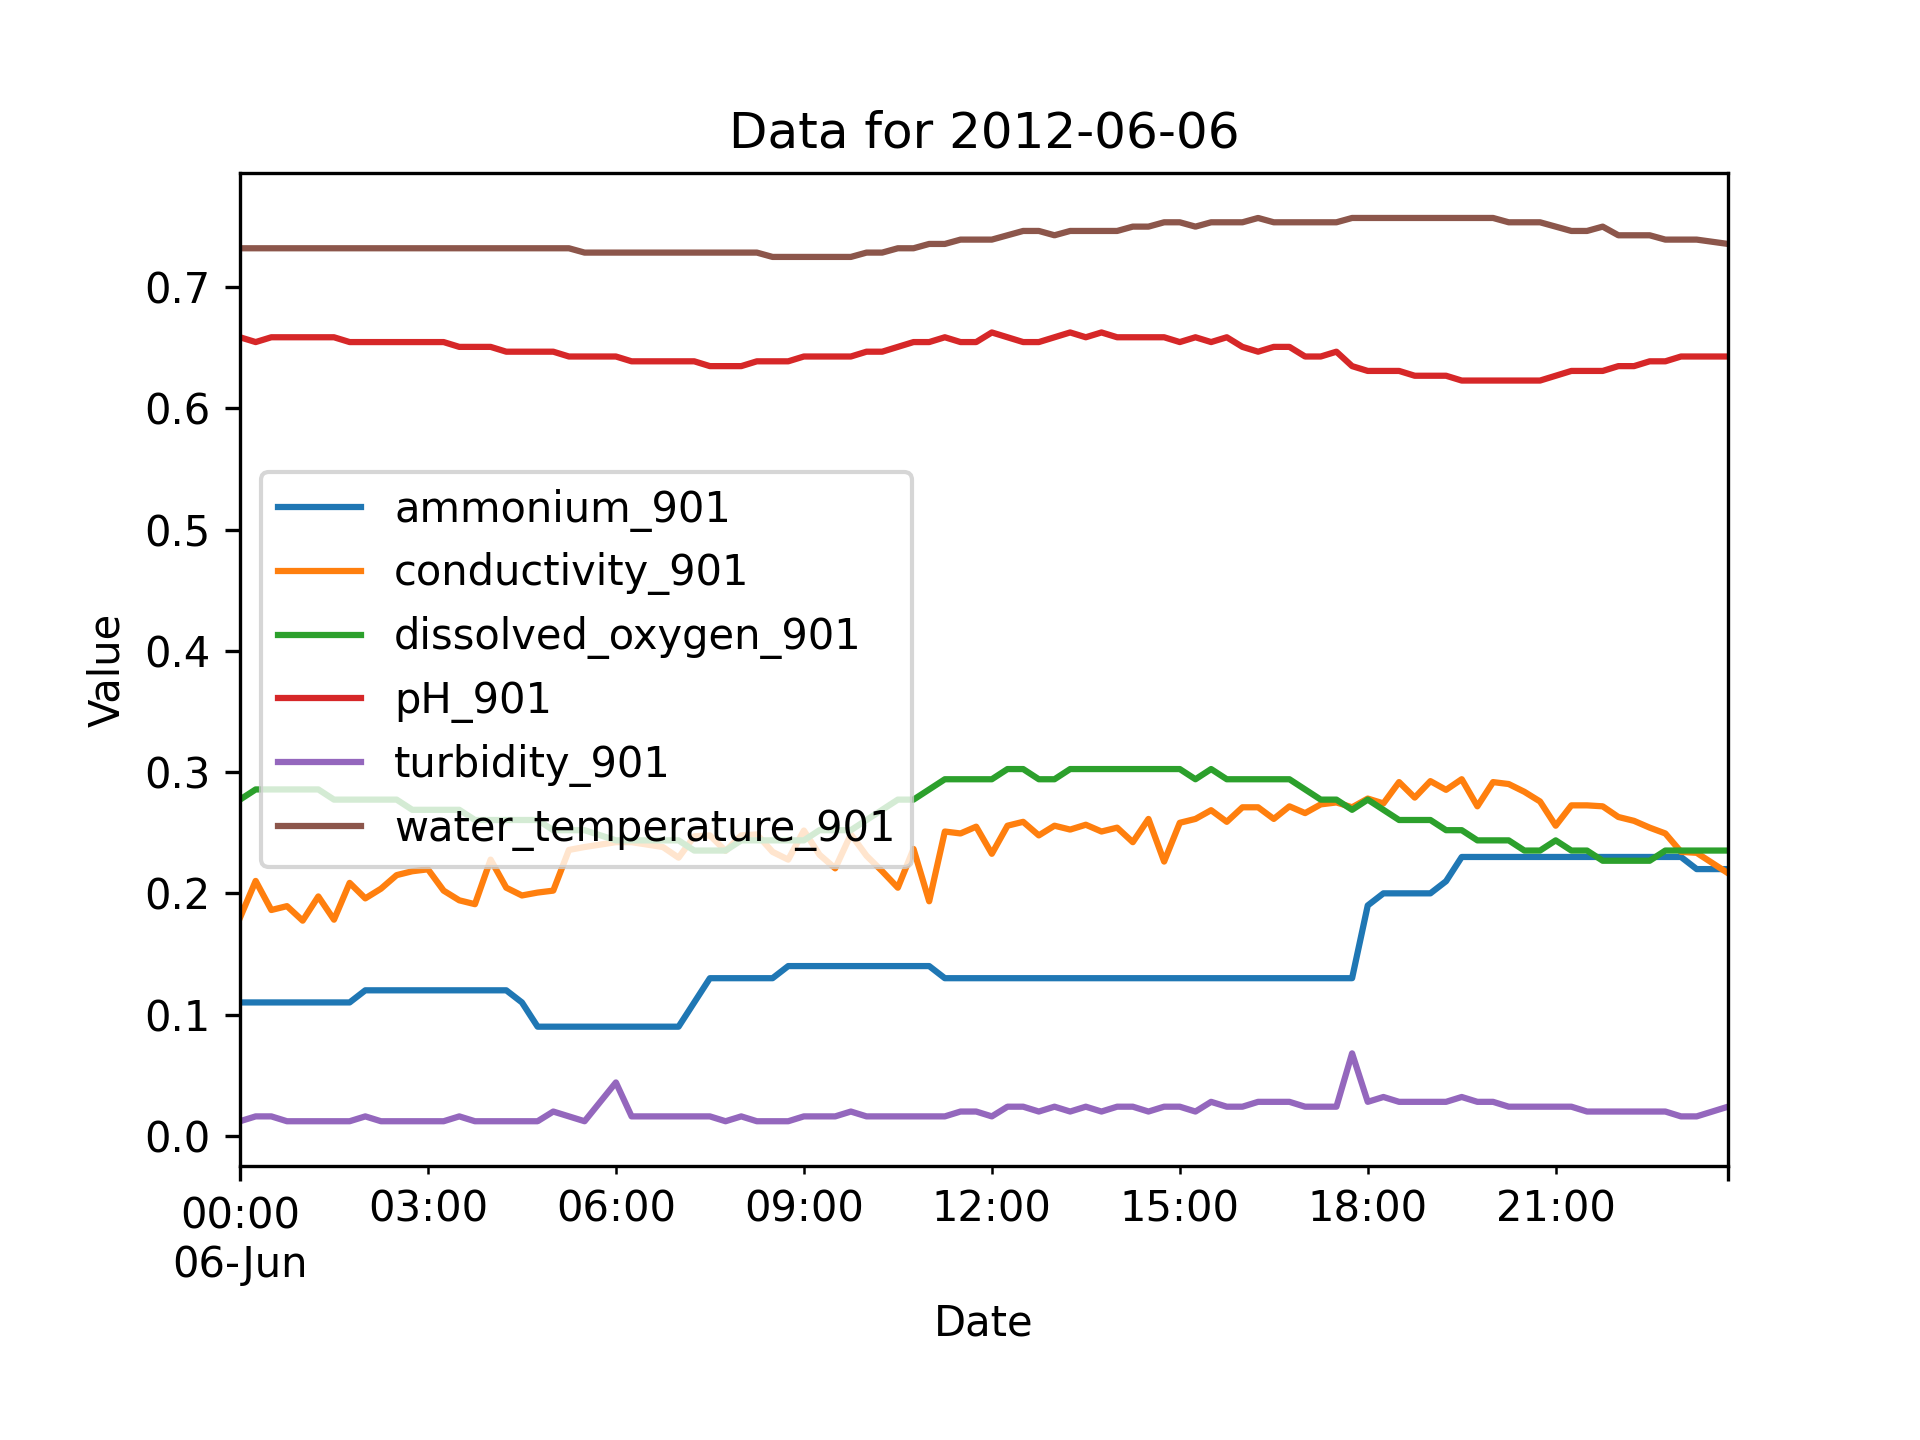 Data for 2012-06-06
Value
0.7
0.6
0.5
0.4
0.3
0.2
0.1
0.0
ammonium_901
conductivity_901
dissolved_oxygen_901
pH_901
turbidity_901
water_temperature_901
00:00 03:00 06:00 09:00 12:00 15:00 18:00 21:00
06-Jun
Date